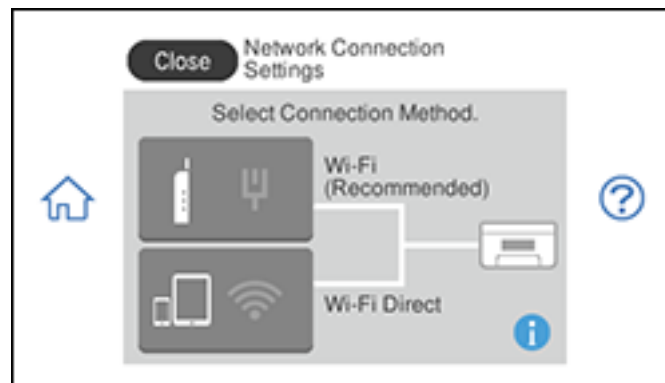 Close
Network Connection
Settings
Select Connection Method.
Wi-Fi
(Recommended)
Wi-Fi Direct